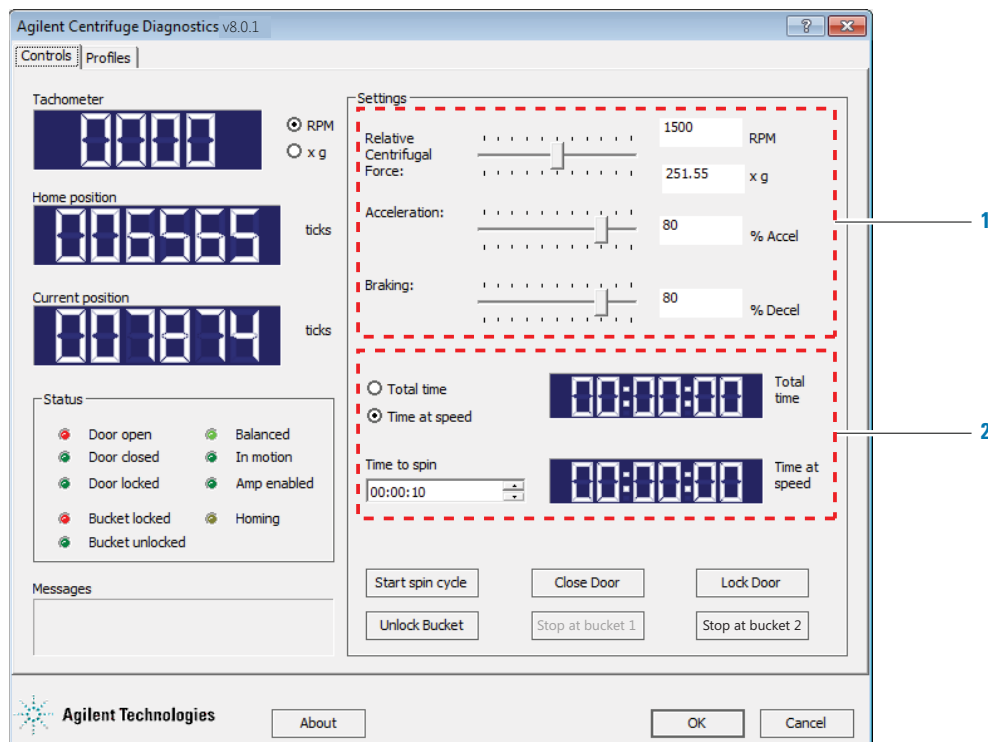 Agilent Centrifuge Diagnostics v8.0.1
Controls
Profiles
Tachometer
0000
RPM
x g
Home position
006565
ticks
Current position
007874
ticks
Status
Door open
Balanced
Door closed
In motion
Door locked
Amp enabled
Bucket locked
Homing
Bucket unlocked
Messages
Settings
Relative
Centrifugal
Force:
1500
RPM
251.55
x g
Acceleration:
80
% Accel
Braking:
80
% Decel
1
Total time
Time at speed
00:00:00
Total
time
Time to spin
00:00:10
00:00:00
Time at
speed
2
Start spin cycle
Close Door
Lock Door
Unlock Bucket
Stop at bucket 1
Stop at bucket 2
Agilent Technologies
About
OK
Cancel